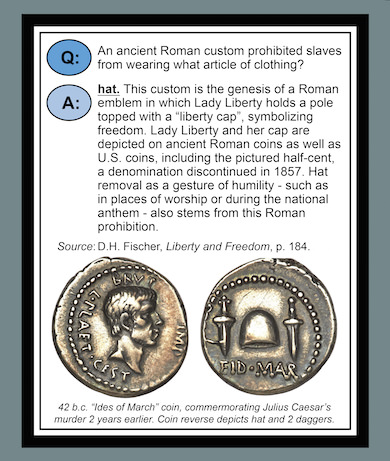 Q: An ancient Roman custom prohibited slaves
from wearing what article of clothing?
A: hat. This custom is the genesis of a Roman
emblem in which Lady Liberty holds a pole
topped with a “liberty cap”, symbolizing
freedom. Lady Liberty and her cap are
depicted on ancient Roman coins as well as
U.S. coins, including the pictured half-cent,
a denomination discontinued in 1857. Hat
removal as a gesture of humility - such as
in places of worship or during the national
anthem - also stems from this Roman
prohibition.
Source: D.H. Fischer, Liberty and Freedom, p. 184.
BRVT IMP
L·PLAET·CEST
EID·MAR
42 b.c. “Ides of March” coin, commermorating Julius Caesar’s
murder 2 years earlier. Coin reverse depicts hat and 2 daggers.